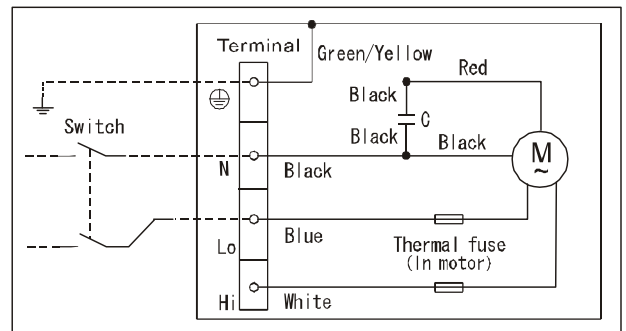 Terminal
Green/Yellow
Red
Black
C
Switch
Black
Black
M
~
N
Black
Lo
Blue
Thermal fuse
(In motor)
Hi
White